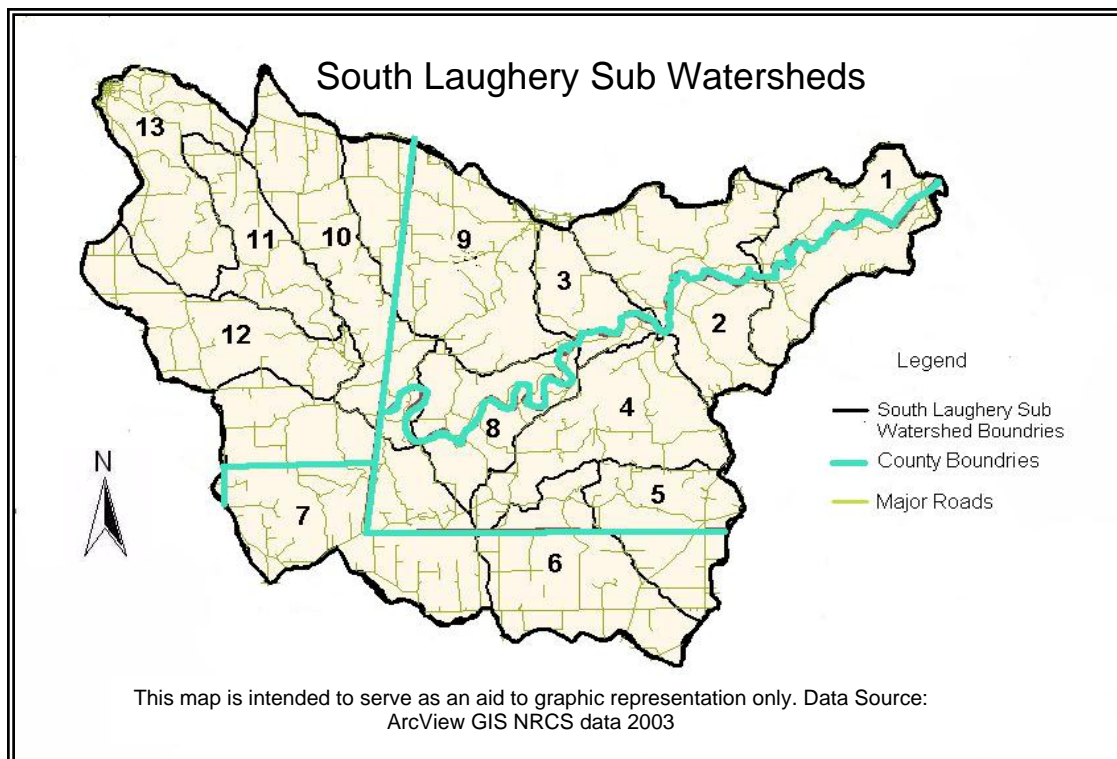 South Laughery Sub Watersheds
13
1
11
10
9
3
2
12
4
8
5
7
6
N
Legend
South Laughery Sub
Watershed Boundries
County Boundries
Major Roads
This map is intended to serve as an aid to graphic representation only. Data Source:
ArcView GIS NRCS data 2003